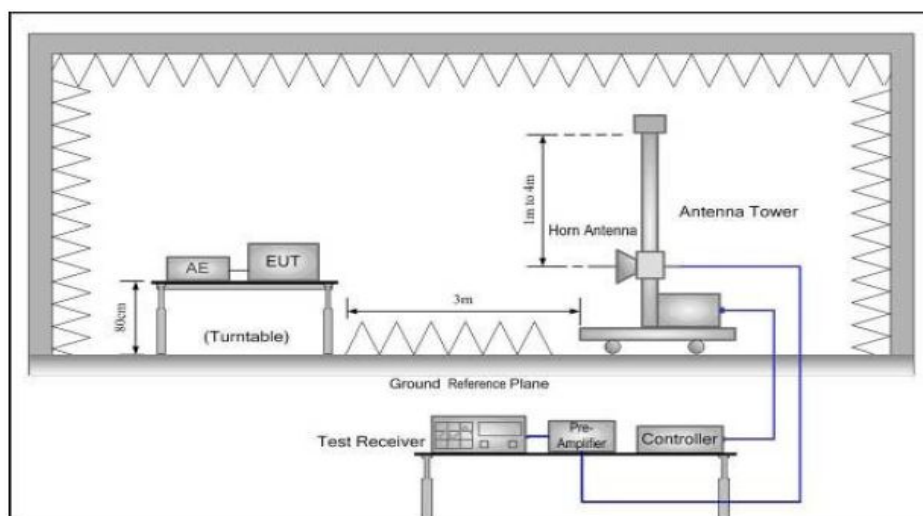 1m to 4m
Antenna Tower
Horn Antenna
AE
EUT
3m
80cm
(Turntable)
Ground Reference Plane
Test Receiver
Pre-
Amplifier
Controller